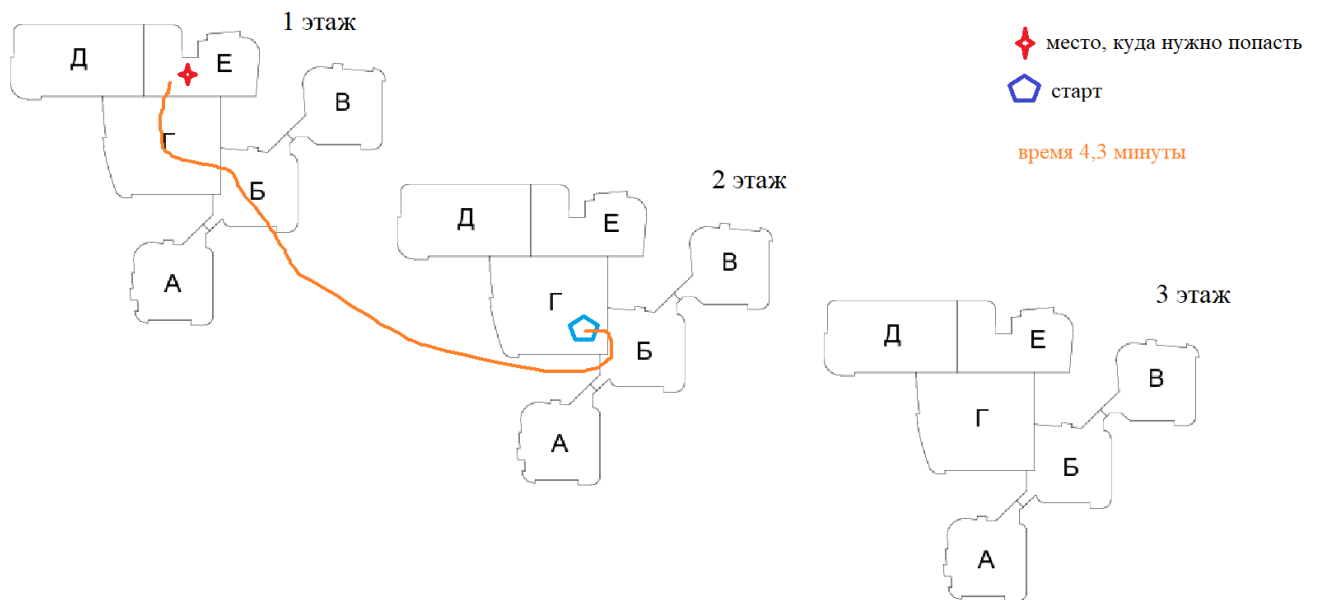 1 этаж
Д
Е
В
Г
Б
А
2 этаж
Д
Е
В
Г
Б
А
3 этаж
Д
Е
В
Г
Б
А
место, куда нужно попасть
старт
время 4,3 минуты